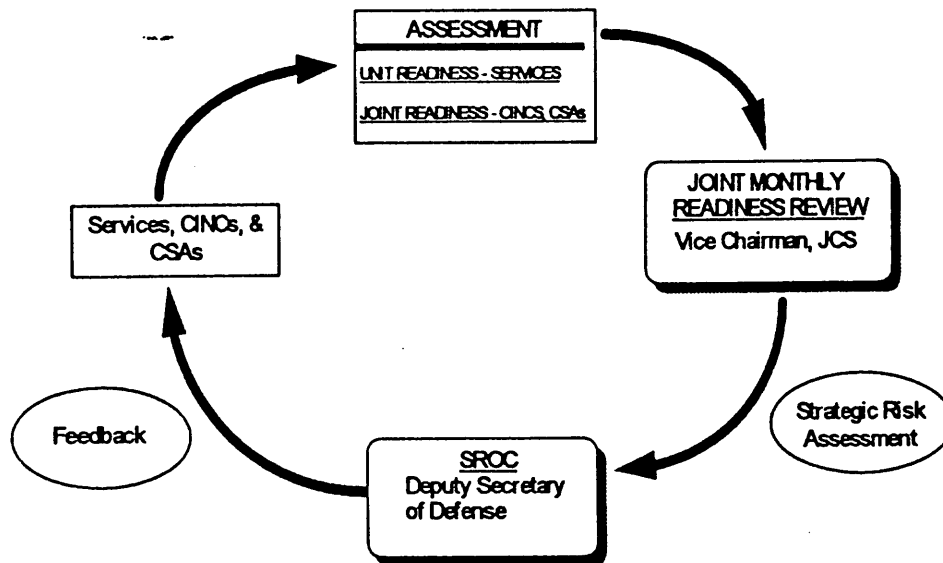 ASSESSMENT
UNIT READINESS - SERVICES
JOINT READINESS - CINCS, CSAs
JOINT MONTHLY
READINESS REVIEW
Vice Chairman, JCS
Services, CINCs, &
CSAs
Feedback
Strategic Risk
Assessment
SROC
Deputy Secretary
of Defense